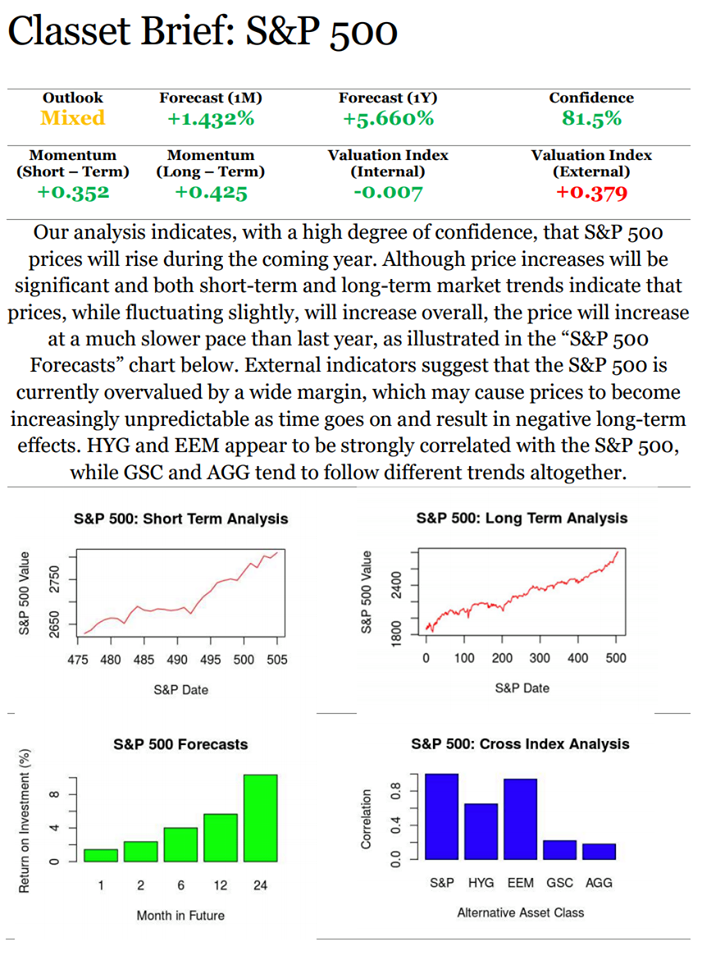 Classet Brief: S&P 500
Outlook Forecast (1M) Forecast (1Y) Confidence
Mixed +1.432% +5.660% 81.5%
Momentum Momentum Valuation Index Valuation Index
(Short – Term) (Long – Term) (Internal) (External)
+0.352 +0.425 -0.007 +0.379
Our analysis indicates, with a high degree of confidence, that S&P 500
prices will rise during the coming year. Although price increases will be
significant and both short-term and long-term market trends indicate that
prices, while fluctuating slightly, will increase overall, the price will increase
at a much slower pace than last year, as illustrated in the “S&P 500
Forecasts” chart below. External indicators suggest that the S&P 500 is
currently overvalued by a wide margin, which may cause prices to become
increasingly unpredictable as time goes on and result in negative long-term
effects. HYG and EEM appear to be strongly correlated with the S&P 500,
while GSC and AGG tend to follow different trends altogether.
S&P 500: Short Term Analysis
S&P 500 Value
2750
2650
475 480 485 490 495 500 505
S&P Date
S&P 500: Long Term Analysis
S&P 500 Value
2400
1800
0 100 200 300 400 500
S&P Date
S&P 500 Forecasts
Return on Investment (%)
8
4
0
1 2 6 12 24
Month in Future
S&P 500: Cross Index Analysis
Correlation
0.8
0.4
0.0
S&P HYG EEM GSC AGG
Alternative Asset Class